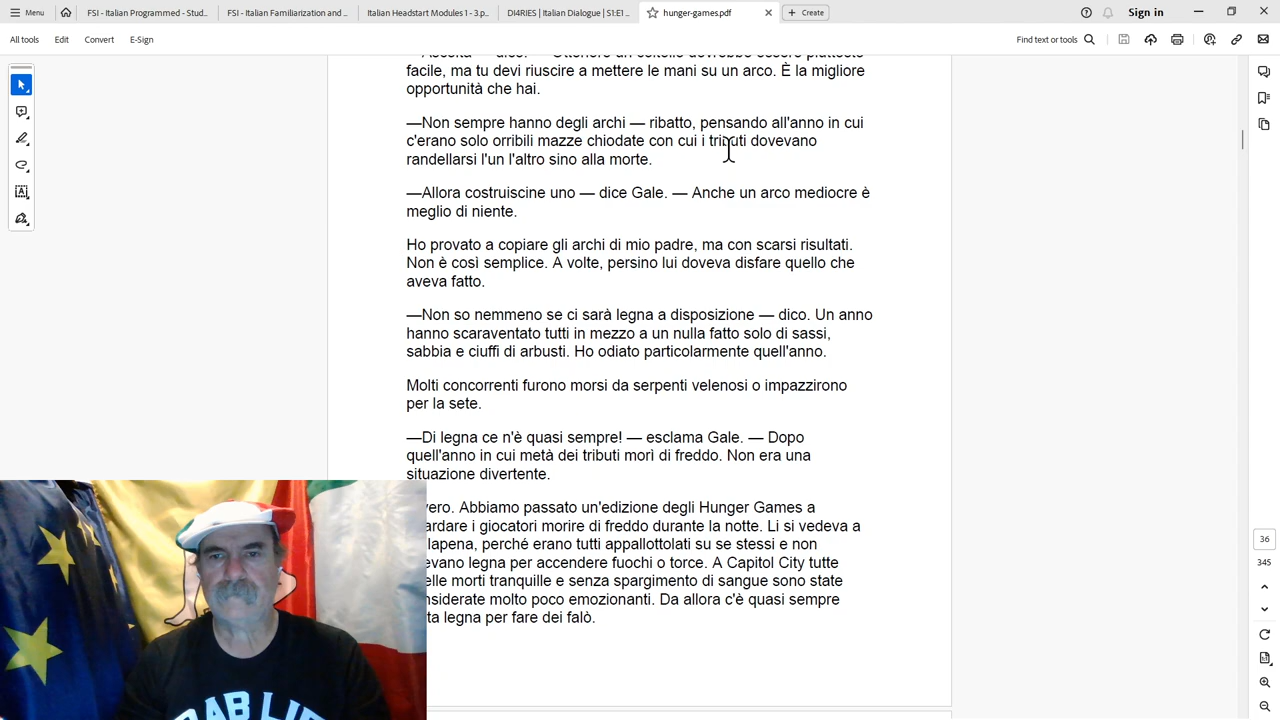 Menu
FSI - Italian Programmed - Stud...
FSI - Italian Familiarization and ...
Italian Headstart Modules 1 - 3.p...
DI4RIES | Italian Dialogue | S1:E1 ...
hunger-games.pdf
Create
Sign in
All tools
Edit
Convert
E-Sign
Find text or tools
facile, ma tu devi riuscire a mettere le mani su un arco. È la migliore
opportunità che hai.
—Non sempre hanno degli archi — ribatto, pensando all'anno in cui
c'erano solo orribili mazze chiodate con cui i tributi dovevano
randellarsi l'un l'altro sino alla morte.
—Allora costruiscine uno — dice Gale. — Anche un arco mediocre è
meglio di niente.
Ho provato a copiare gli archi di mio padre, ma con scarsi risultati.
Non è così semplice. A volte, persino lui doveva disfare quello che
aveva fatto.
—Non so nemmeno se ci sarà legna a disposizione — dico. Un anno
hanno scaraventato tutti in mezzo a un nulla fatto solo di sassi,
sabbia e ciuffi di arbusti. Ho odiato particolarmente quell'anno.
Molti concorrenti furono morsi da serpenti velenosi o impazzirono
per la sete.
—Di legna ce n'è quasi sempre! — esclama Gale. — Dopo
quell'anno in cui metà dei tributi morì di freddo. Non era una
situazione divertente.
vero. Abbiamo passato un'edizione degli Hunger Games a
ardare i giocatori morire di freddo durante la notte. Li si vedeva a
lapena, perché erano tutti appallottolati su se stessi e non
evano legna per accendere fuochi o torce. A Capitol City tutte
elle morti tranquille e senza spargimento di sangue sono state
nsiderate molto poco emozionanti. Da allora c'è quasi sempre
ta legna per fare dei falò.
36
345